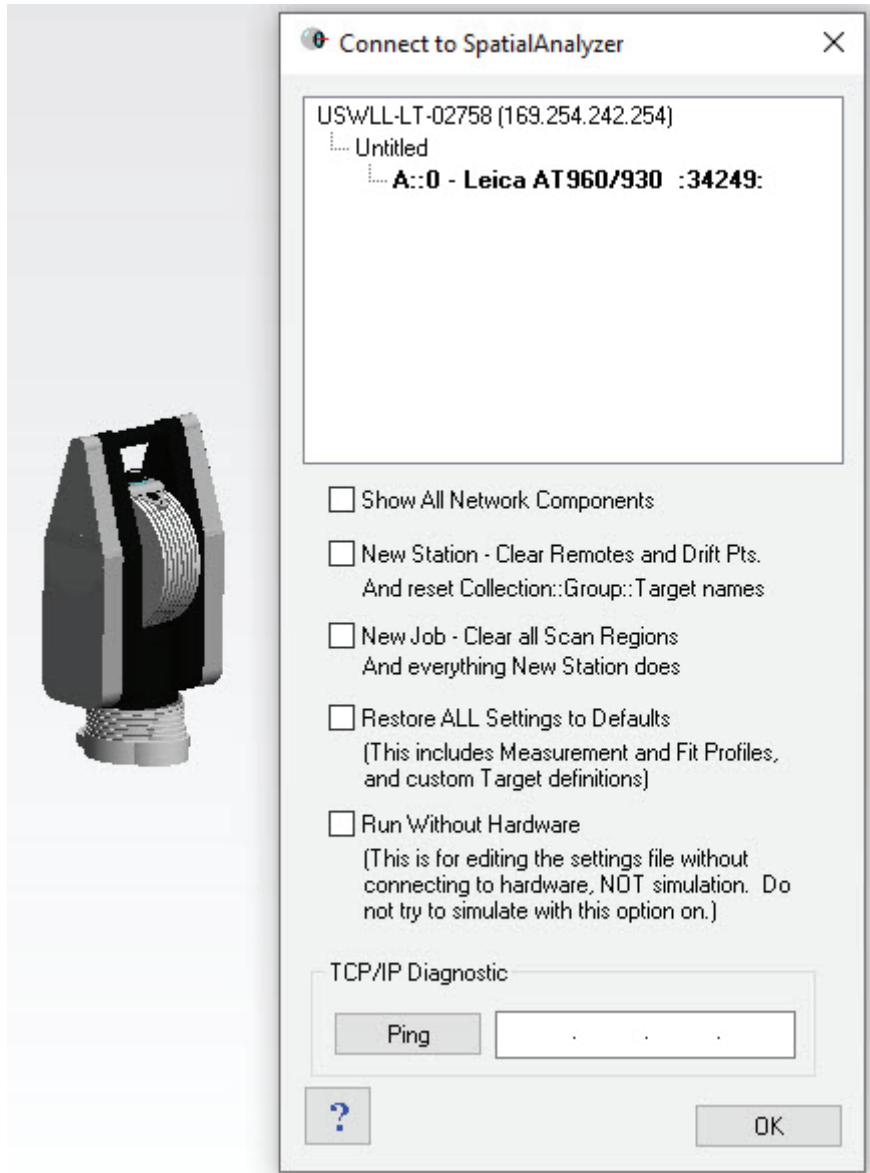 Connect to SpatialAnalyzer
USWLL-LT-02758 (169.254.242.254)
Untitled
A::0 - Leica AT960/930 :34249:
Show All Network Components
New Station - Clear Remotes and Drift Pts.
And reset Collection::Group::Target names
New Job - Clear all Scan Regions
And everything New Station does
Restore ALL Settings to Defaults
(This includes Measurement and Fit Profiles,
and custom Target definitions)
Run Without Hardware
(This is for editing the settings file without
connecting to hardware, NOT simulation. Do
not try to simulate with this option on.)
TCP/IP Diagnostic
Ping . . .
? OK